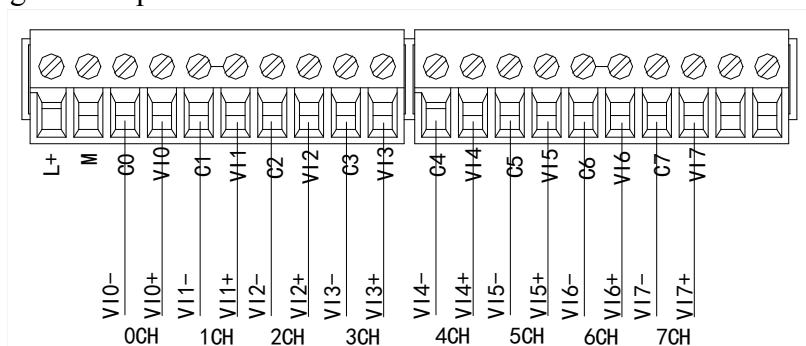 L+ M C0 VI0 C1 VI1 C2 VI2 C3 VI3 C4 VI4 C5 VI5 C6 VI6 C7 VI7
VI0- VI0+ VI1- VI1+ VI2- VI2+ VI3- VI3+ VI4- VI4+ VI5- VI5+ VI6- VI6+ VI7- VI7+
0CH 1CH 2CH 3CH 4CH 5CH 6CH 7CH